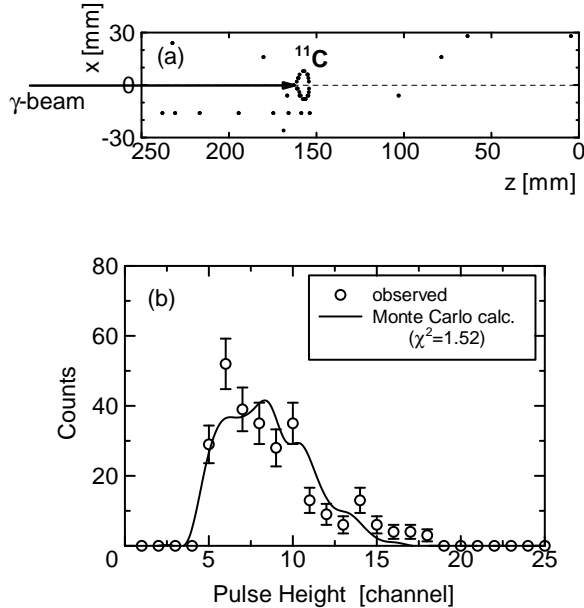 30
(a)
¹¹C
x [mm]
0
γ-beam
-30
250 200 150 100 50 0
z [mm]
80
(b)
observed
Monte Carlo calc.
(χ²=1.52)
60
Counts
40
20
0 5 10 15 20 25
Pulse Height [channel]